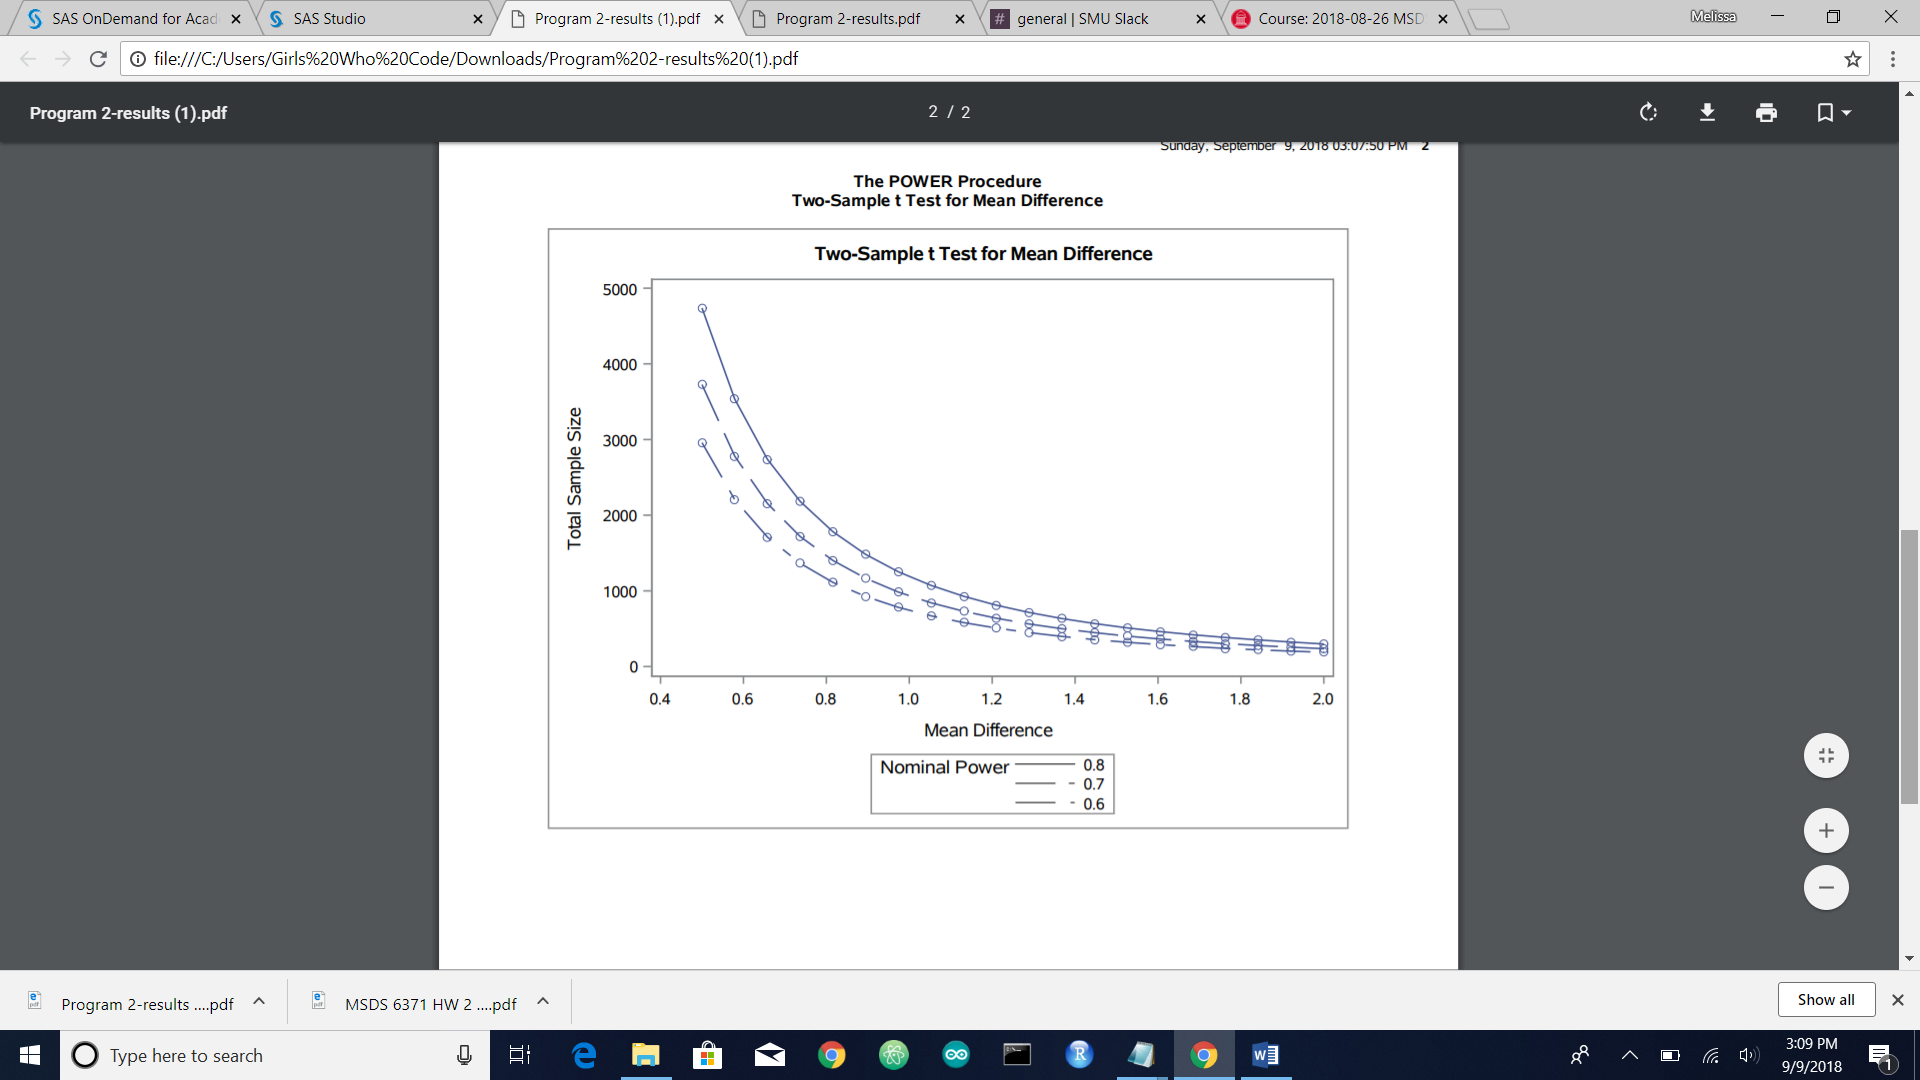 SAS OnDemand for Acad
SAS Studio
Program 2-results (1).pdf
Program 2-results.pdf
general | SMU Slack
Course: 2018-08-26 MSD
Melissa
file:///C:/Users/Girls%20Who%20Code/Downloads/Program%202-results%20(1).pdf
Program 2-results (1).pdf
2 / 2
Sunday, September 9, 2018 03:07:50 PM 2
The POWER Procedure
Two-Sample t Test for Mean Difference
Two-Sample t Test for Mean Difference
5000
4000
3000
2000
1000
0
Total Sample Size
0.4 0.6 0.8 1.0 1.2 1.4 1.6 1.8 2.0
Mean Difference
Nominal Power 0.8
0.7
0.6
Program 2-results ....pdf
MSDS 6371 HW 2 ....pdf
Show all
Type here to search
3:09 PM
9/9/2018
1